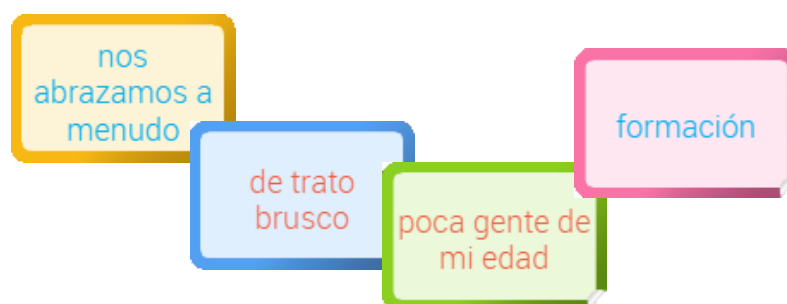 nos
abrazamos a
menudo
de trato
brusco
poca gente de
mi edad
formación